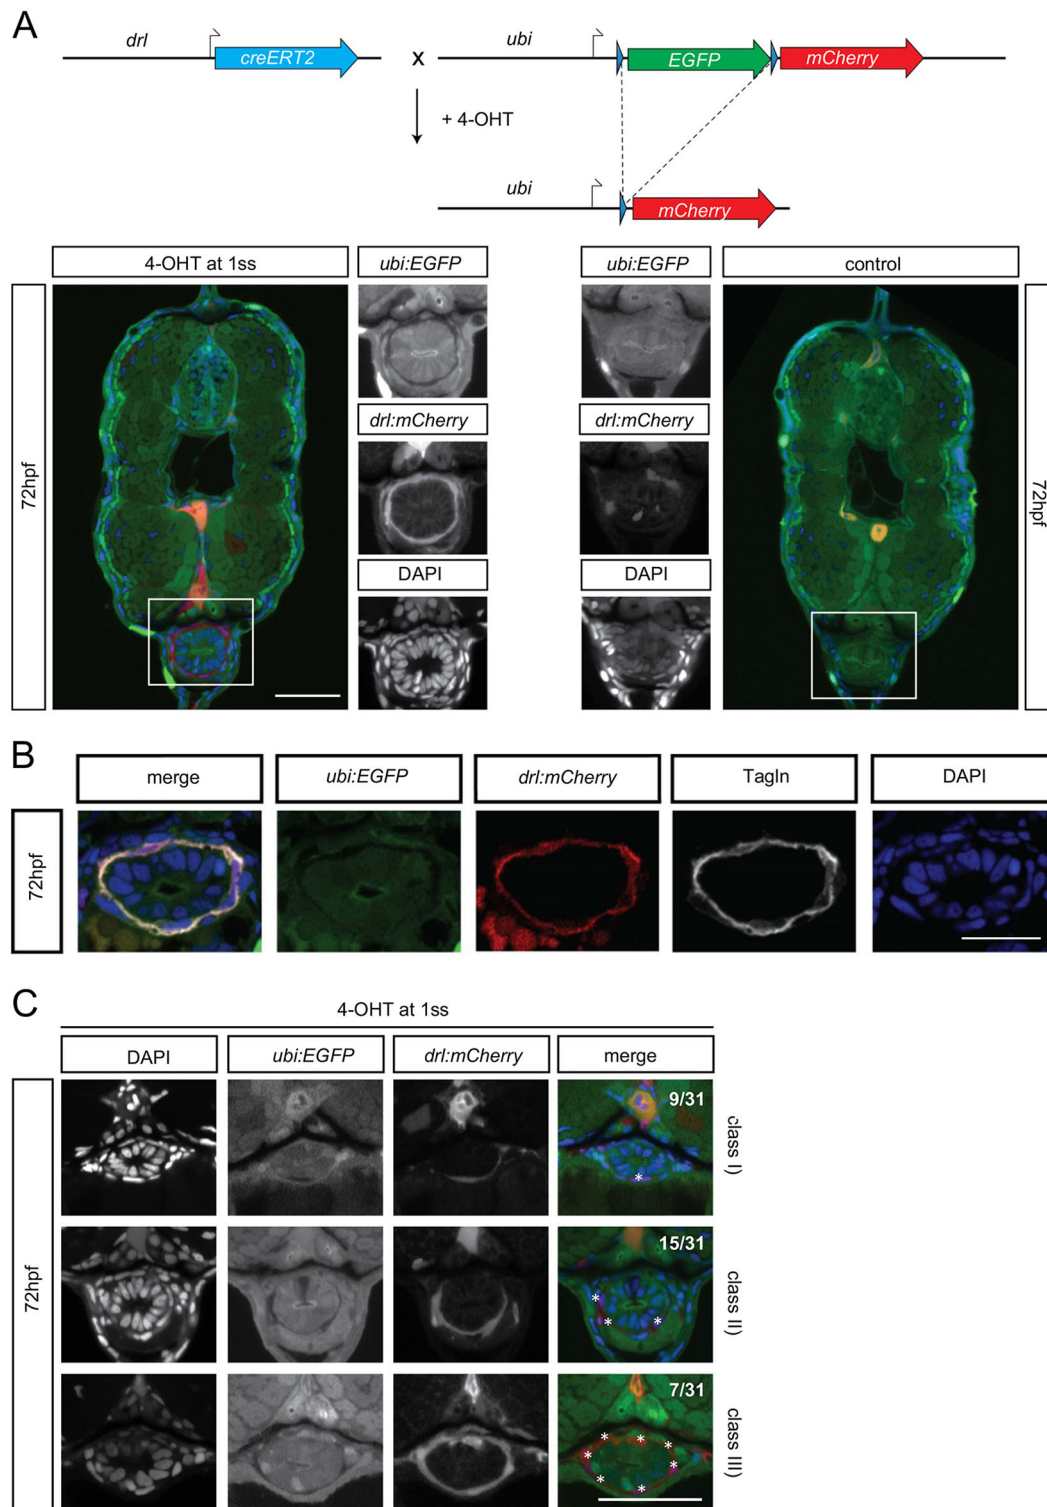 A
drl
ubi
creERT2
x
EGFP
mCherry
+ 4-OHT
ubi
mCherry
4-OHT at 1ss
ubi:EGFP
ubi:EGFP
control
72hpf
drl:mCherry
drl:mCherry
72hpf
DAPI
DAPI
B
merge
ubi:EGFP
drl:mCherry
Tagln
DAPI
72hpf
C
4-OHT at 1ss
DAPI
ubi:EGFP
drl:mCherry
merge
72hpf
9/31
class I)
*
15/31
class II)
*
* *
7/31
class III)
* * *
* *
* *